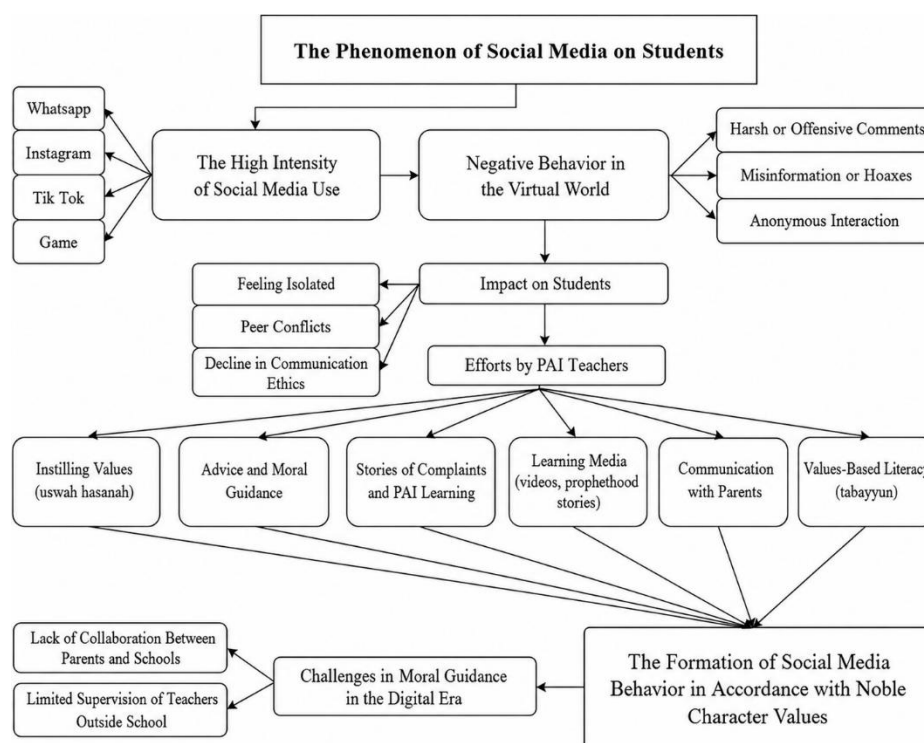 The Phenomenon of Social Media on Students
Whatsapp
Instagram
Tik Tok
Game
The High Intensity
of Social Media Use
Negative Behavior in
the Virtual World
Harsh or Offensive Comments
Misinformation or Hoaxes
Anonymous Interaction
Feeling Isolated
Peer Conflicts
Decline in Communication
Ethics
Impact on Students
Efforts by PAI Teachers
Instilling Values
(uswah hasanah)
Advice and Moral
Guidance
Stories of Complaints
and PAI Learning
Learning Media
(videos, prophethood
stories)
Communication
with Parents
Values-Based Literacy
(tabayyun)
Lack of Collaboration Between
Parents and Schools
Limited Supervision of Teachers
Outside School
Challenges in Moral Guidance
in the Digital Era
The Formation of Social Media
Behavior in Accordance with Noble
Character Values